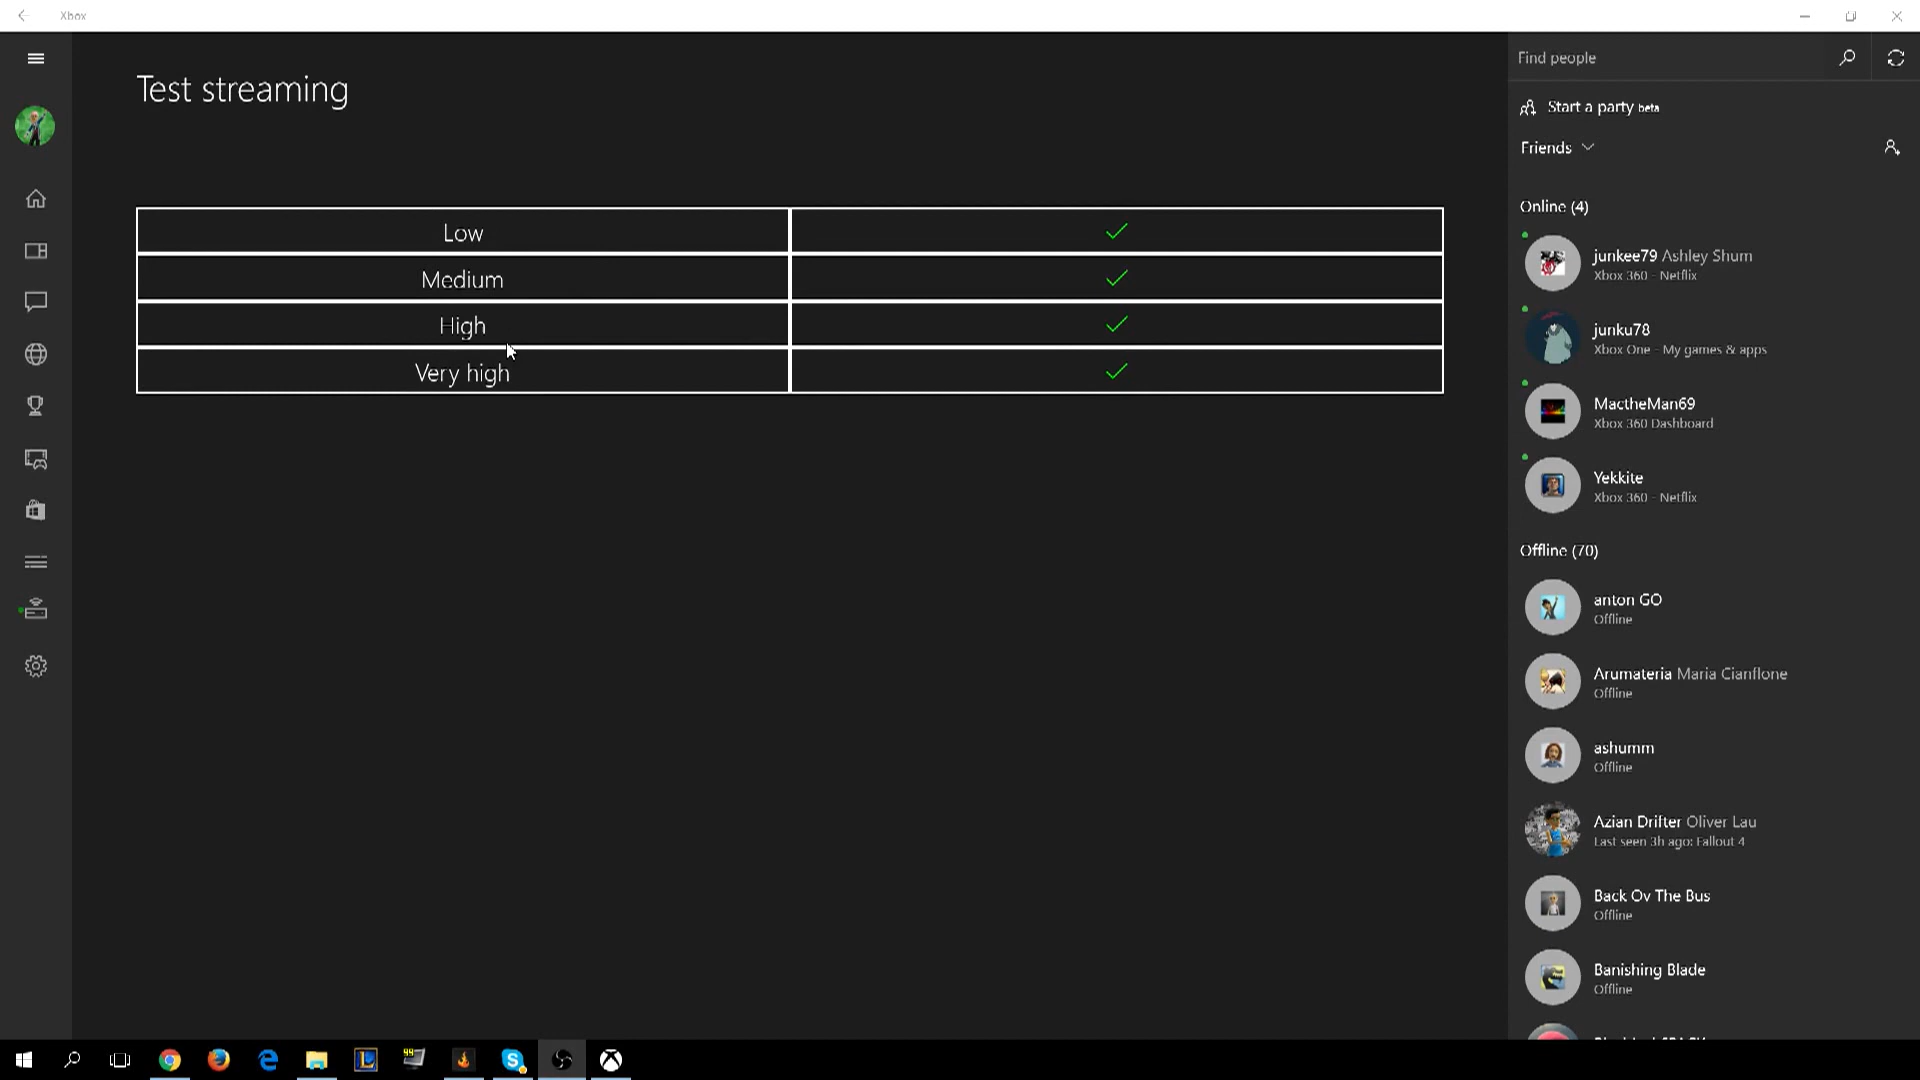 Xbox
Test streaming
Low
Medium
High
Very high
Find people
Start a party beta
Friends
Online (4)
junkee79 Ashley Shum
Xbox 360 - Netflix
junku78
Xbox One - My games & apps
MactheMan69
Xbox 360 Dashboard
Yekkite
Xbox 360 - Netflix
Offline (70)
anton GO
Offline
Arumateria Maria Cianflone
Offline
ashumm
Offline
Azian Drifter Oliver Lau
Last seen 3h ago: Fallout 4
Back Ov The Bus
Offline
Banishing Blade
Offline
99